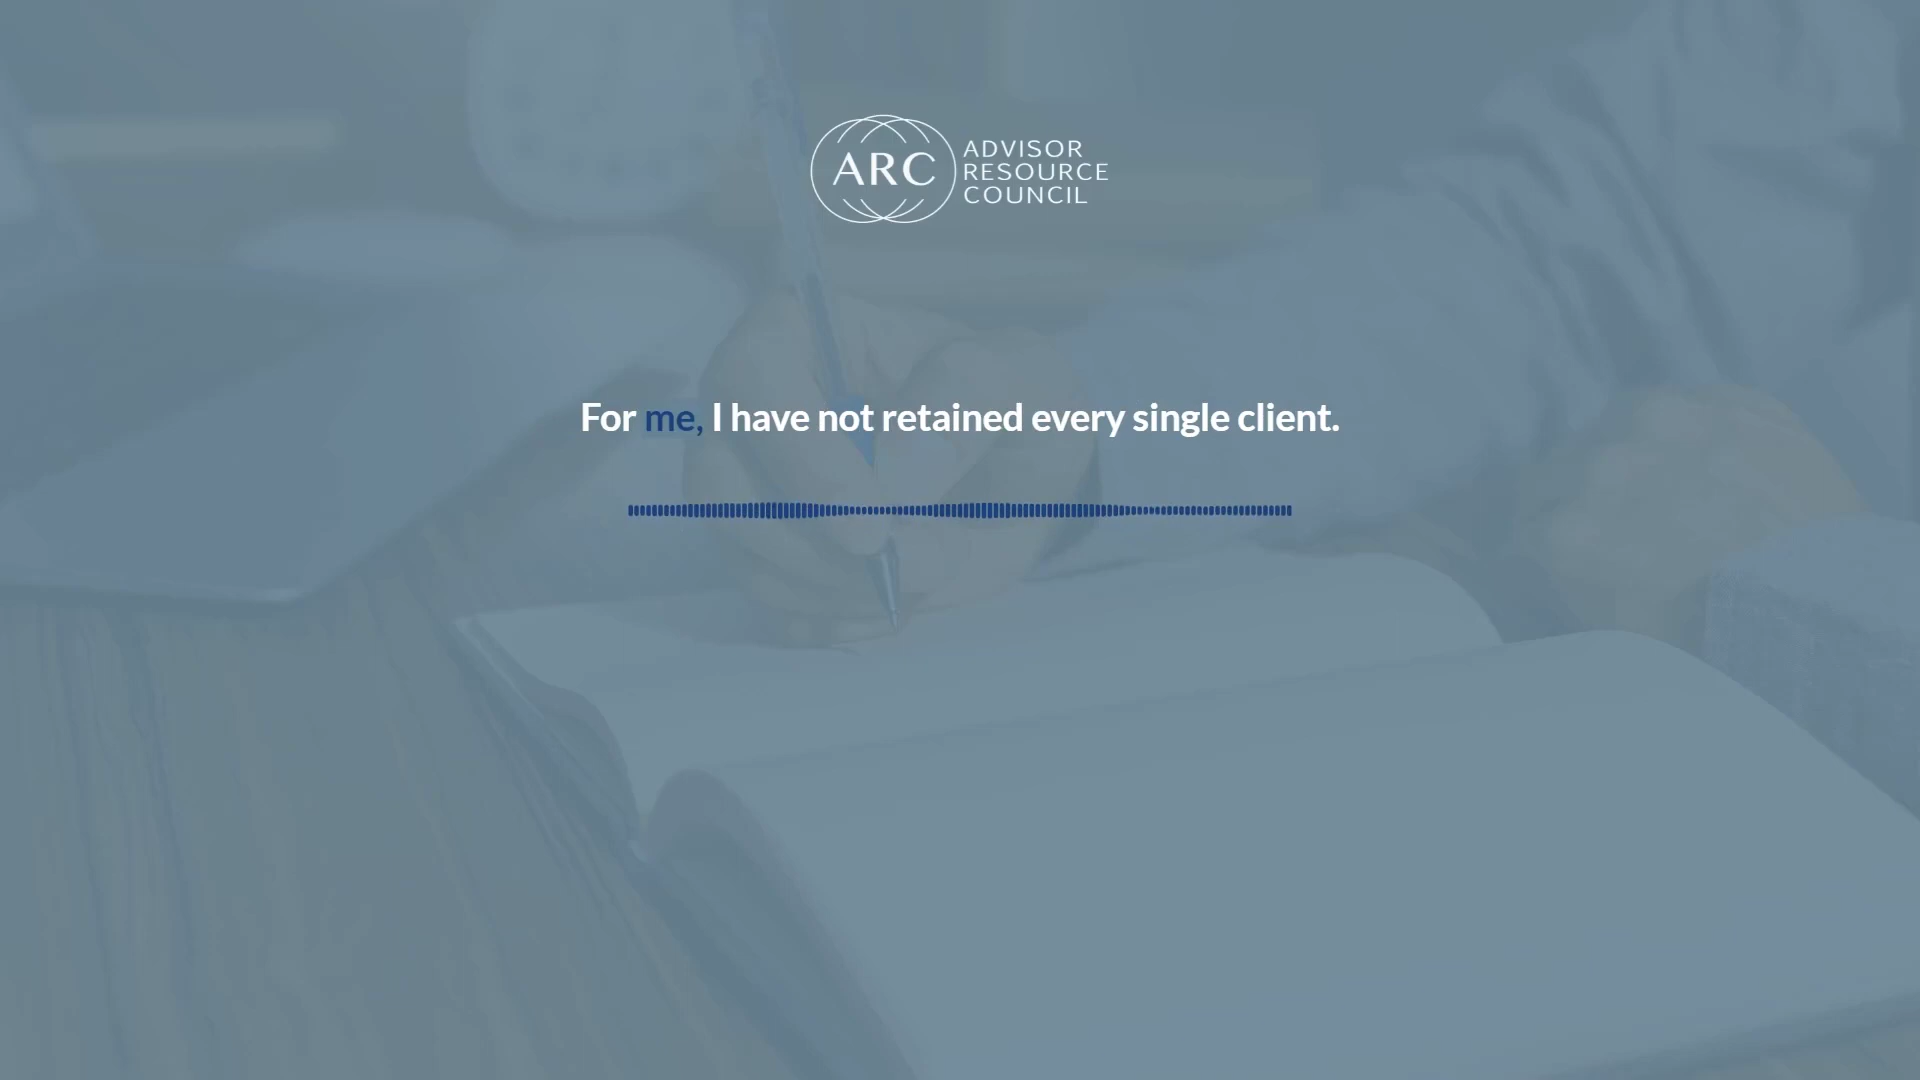 ARC
ADVISOR
RESOURCE
COUNCIL
For me, I have not retained every single client.